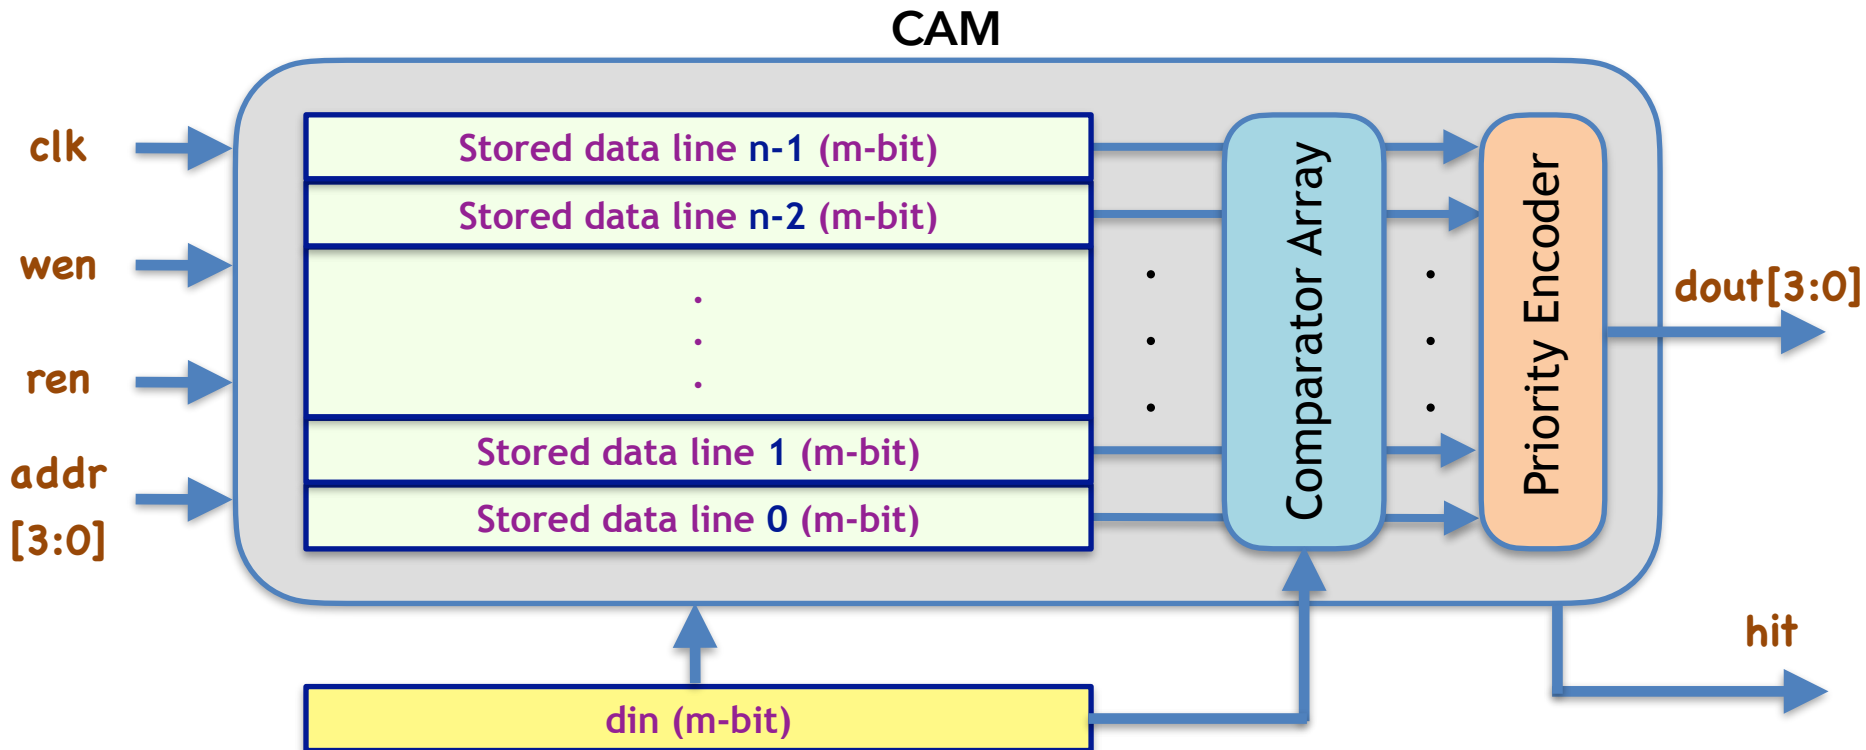 CAM
clk
wen
ren
addr
[3:0]
Stored data line n-1 (m-bit)
Stored data line n-2 (m-bit)
Stored data line 1 (m-bit)
Stored data line 0 (m-bit)
din (m-bit)
Comparator Array
Priority Encoder
dout[3:0]
hit